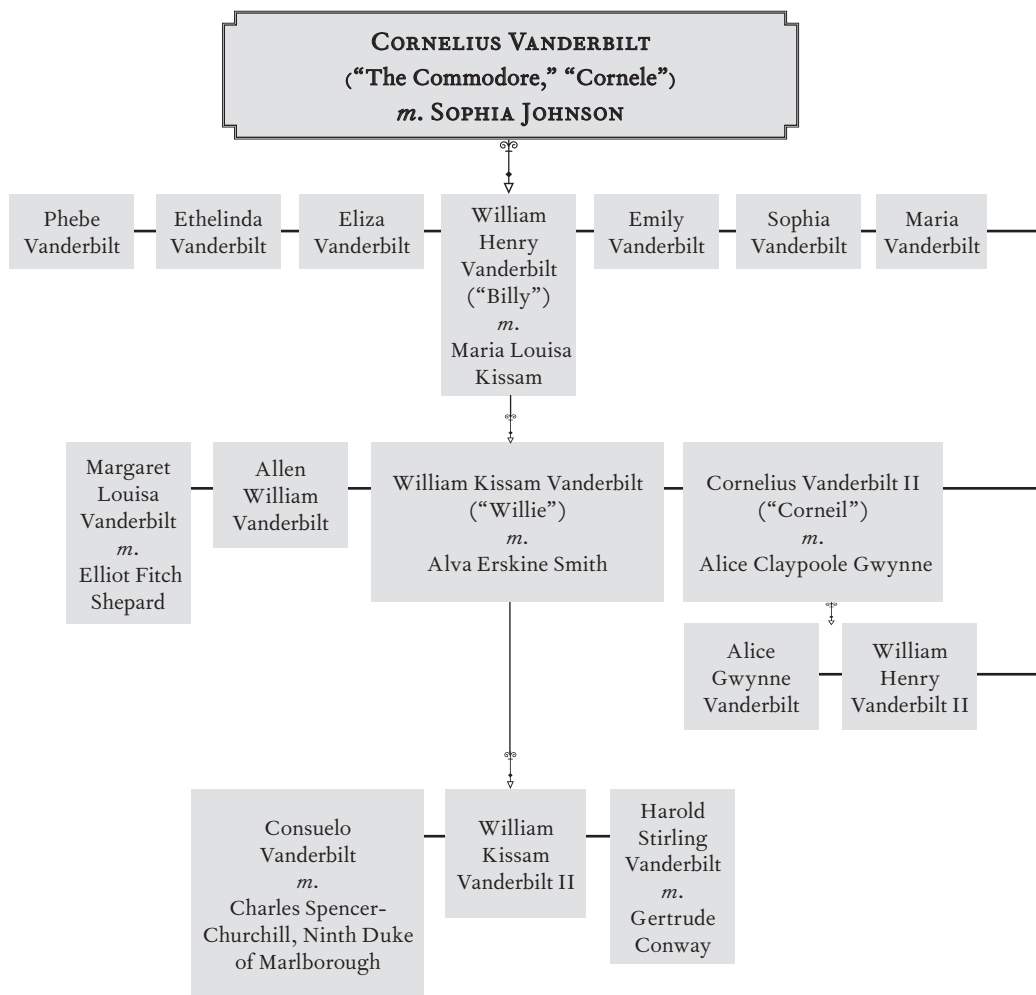 CORNELIUS VANDERBILT
(“The Commodore,” “Cornele”)
m. SOPHIA JOHNSON
Phebe
Vanderbilt
Ethelinda
Vanderbilt
Eliza
Vanderbilt
William
Henry
Vanderbilt
(“Billy”)
m.
Maria Louisa
Kissam
Emily
Vanderbilt
Sophia
Vanderbilt
Maria
Vanderbilt
Margaret
Louisa
Vanderbilt
m.
Elliot Fitch
Shepard
Allen
William
Vanderbilt
William Kissam Vanderbilt
(“Willie”)
m.
Alva Erskine Smith
Cornelius Vanderbilt II
(“Corneil”)
m.
Alice Claypoole Gwynne
Alice
Gwynne
Vanderbilt
William
Henry
Vanderbilt II
Consuelo
Vanderbilt
m.
Charles Spencer-
Churchill, Ninth Duke
of Marlborough
William
Kissam
Vanderbilt II
Harold
Stirling
Vanderbilt
m.
Gertrude
Conway